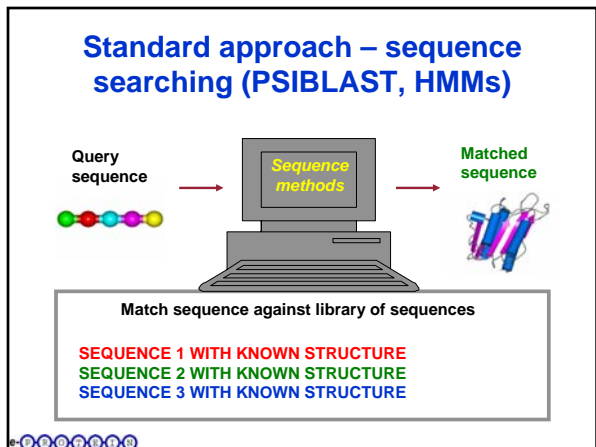 Standard approach – sequence
searching (PSIBLAST, HMMs)
Query
sequence
Sequence
methods
Matched
sequence
Match sequence against library of sequences
SEQUENCE 1 WITH KNOWN STRUCTURE
SEQUENCE 2 WITH KNOWN STRUCTURE
SEQUENCE 3 WITH KNOWN STRUCTURE
e-PROTEIN